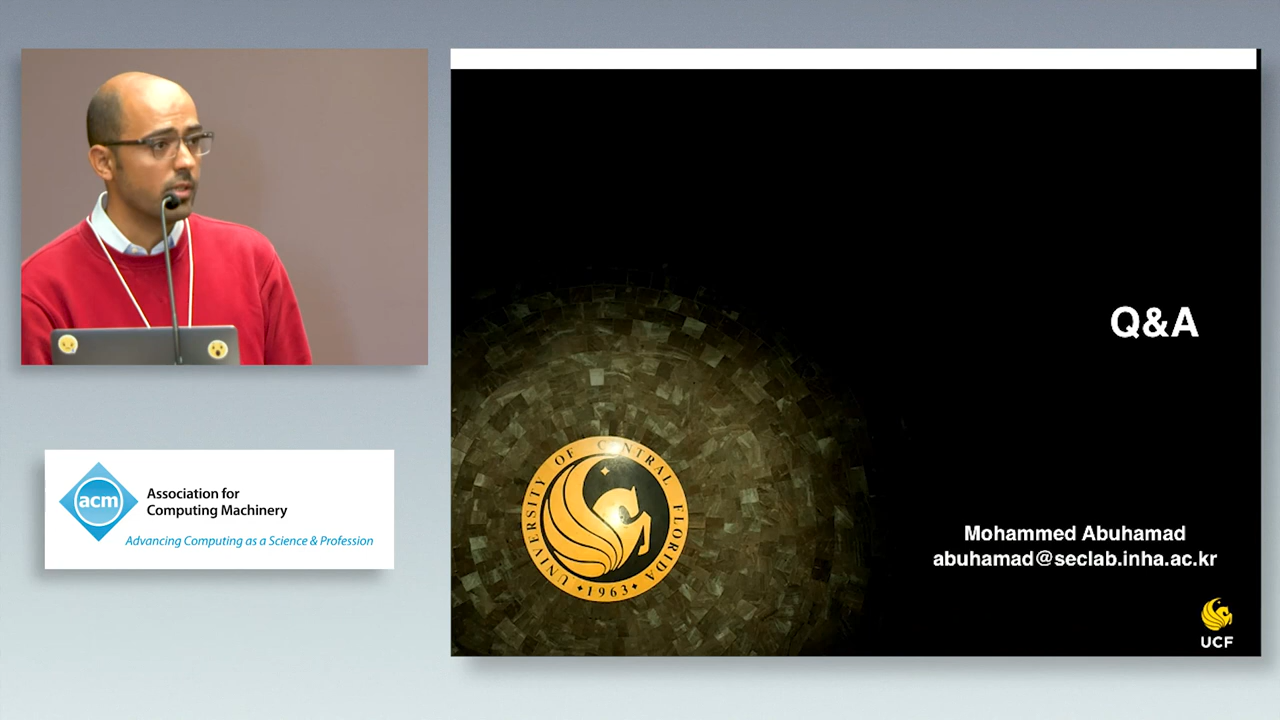 acm
Association for
Computing Machinery
Advancing Computing as a Science & Profession
Q&A
UNIVERSITY OF CENTRAL FLORIDA
1963
Mohammed Abuhamad
abuhamad@seclab.inha.ac.kr
UCF